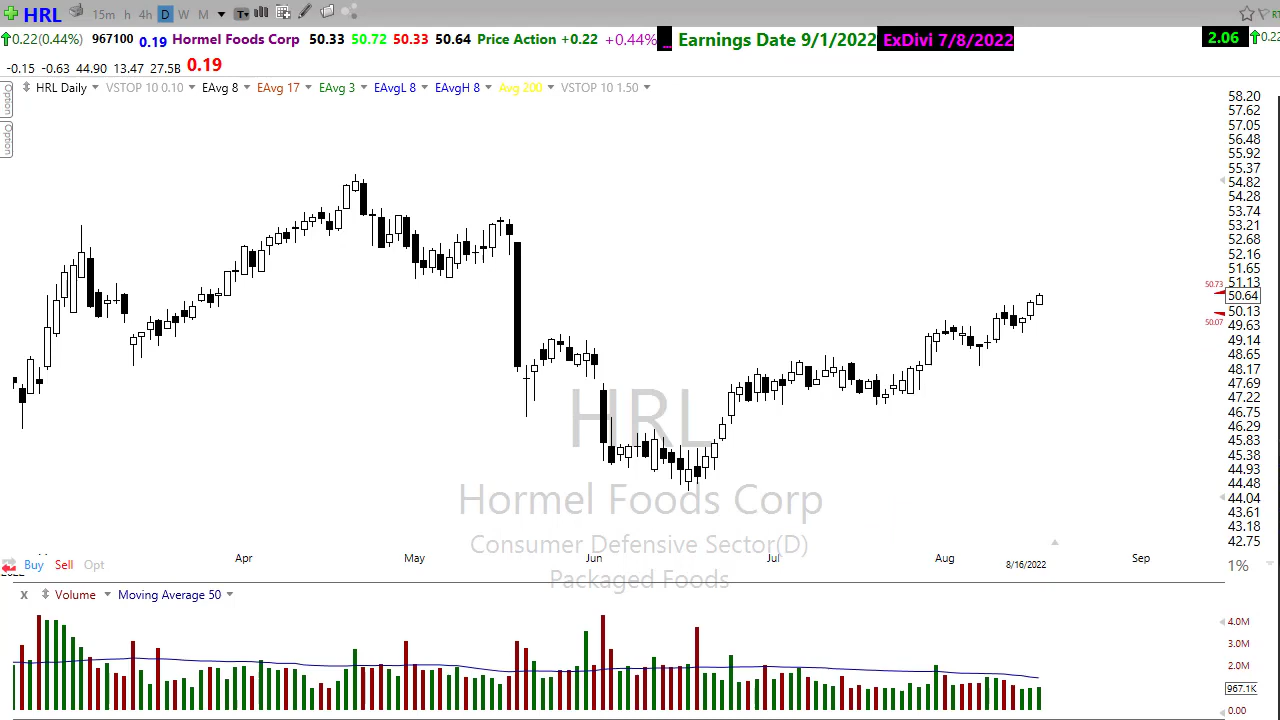 HRL 15m h 4h D W M T
0.22(0.44%) 967100 0.19 Hormel Foods Corp 50.33 50.72 50.33 50.64 Price Action +0.22 +0.44% ... Earnings Date 9/1/2022 ExDivi 7/8/2022 2.06 0.22
-0.15 -0.63 44.90 13.47 27.5B 0.19
HRL Daily VSTOP 10 0.10 EAvg 8 EAvg 17 EAvg 3 EAvgL 8 EAvgH 8 Avg 200 VSTOP 10 1.50
Option
Option
58.20
57.62
57.05
56.48
55.92
55.37
54.82
54.28
53.74
53.21
52.68
52.16
51.65
51.13
50.73
50.64
50.13
50.07
49.63
49.14
48.65
48.17
47.69
47.22
46.75
46.29
45.83
45.38
44.93
44.48
44.04
43.61
43.18
42.75
HRL
Hormel Foods Corp
Consumer Defensive Sector(D)
Packaged Foods
Apr May Jun Jul Aug Sep
8/16/2022
Buy Sell Opt 1%
X Volume Moving Average 50
4.0M
3.0M
2.0M
967.1K
0.00